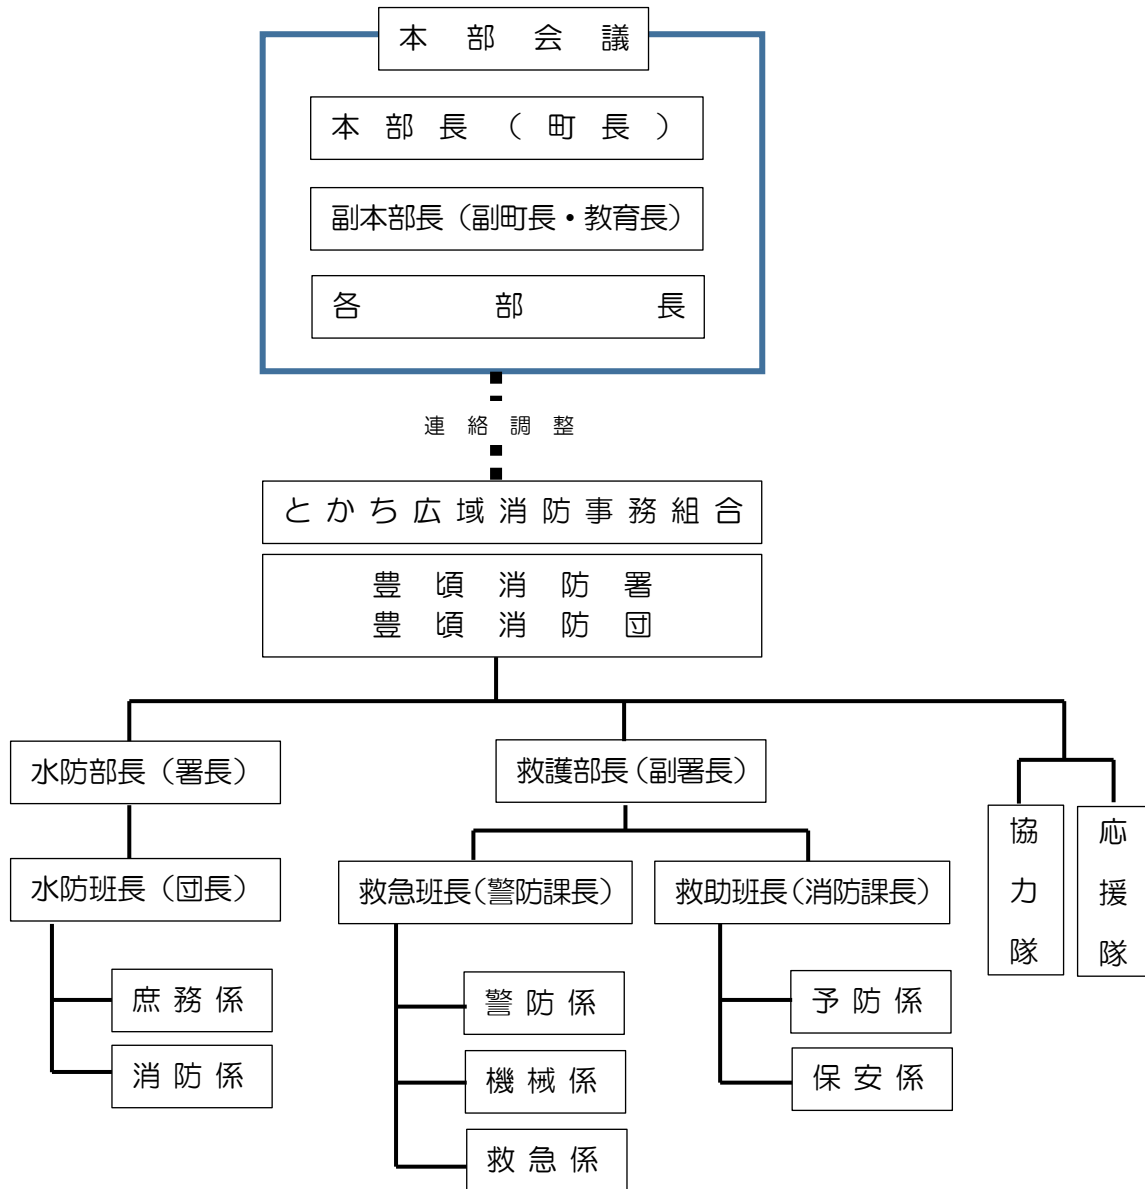 本部会議
本部長(町長)
副本部長(副町長・教育長)
各部長
連絡調整
とかち広域消防事務組合
豊頃消防署
豊頃消防団
水防部長(署長)
救護部長(副署長)
協力隊
応援隊
水防班長(団長)
救急班長(警防課長)
救助班長(消防課長)
庶務係
警防係
予防係
消防係
機械係
保安係
救急係